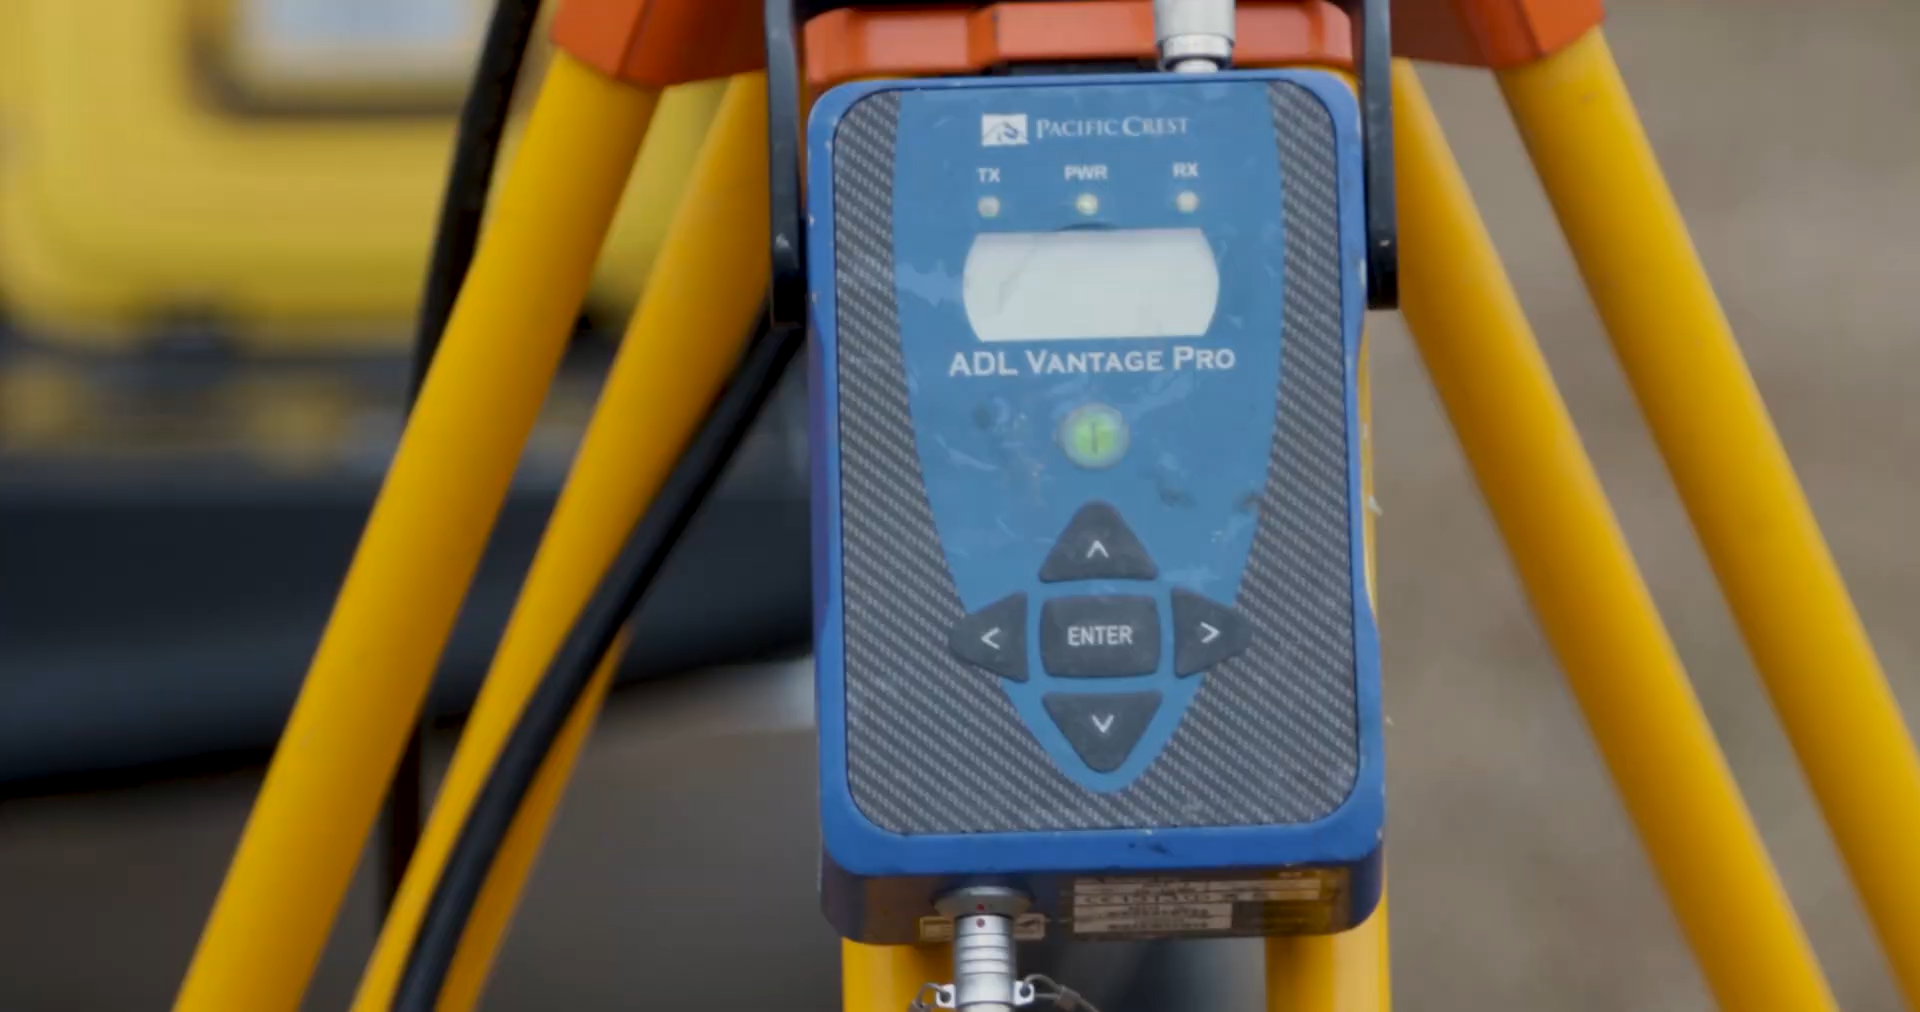 PACIFIC CREST
TX PWR RX
ADL VANTAGE PRO
^
< ENTER >
v